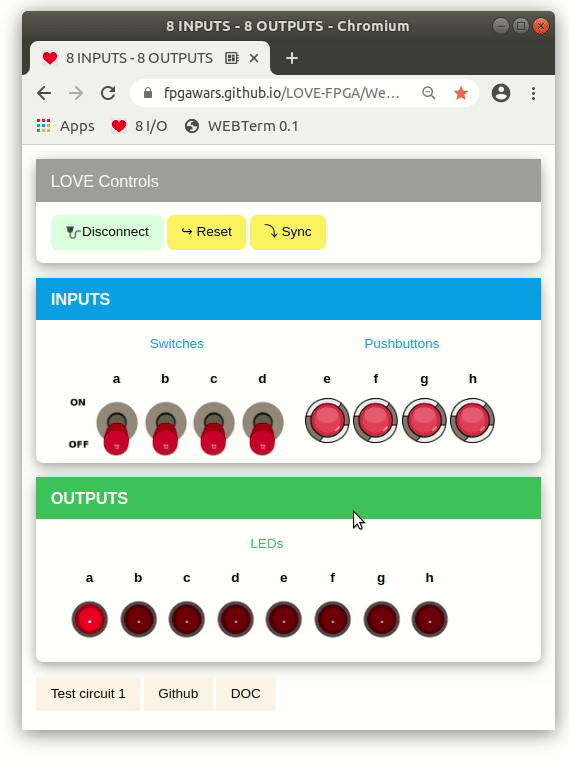 8 INPUTS - 8 OUTPUTS - Chromium
8 INPUTS - 8 OUTPUTS
fpgawars.github.io/LOVE-FPGA/We...
Apps 8 I/O WEBTerm 0.1
LOVE Controls
Disconnect Reset Sync
INPUTS
Switches Pushbuttons
a b c d e f g h
ON
OFF
OUTPUTS
LEDs
a b c d e f g h
Test circuit 1 Github DOC